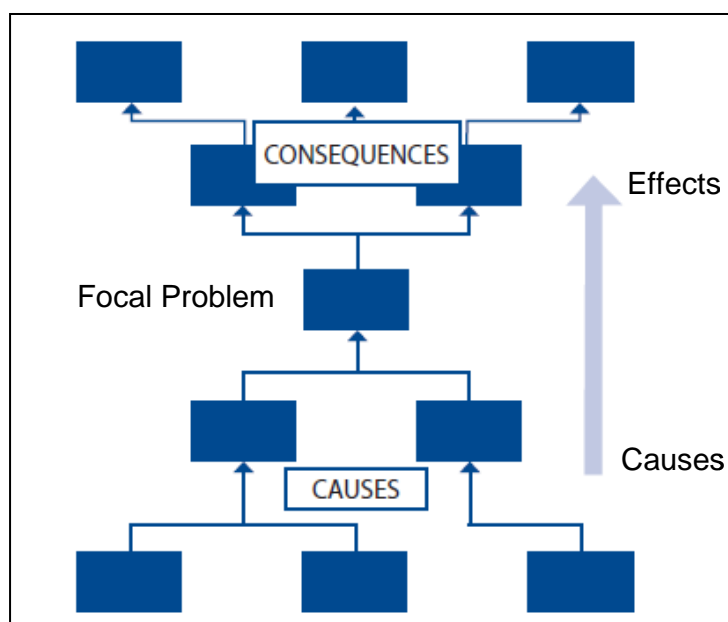 CONSEQUENCES
Effects
Focal Problem
Causes
CAUSES